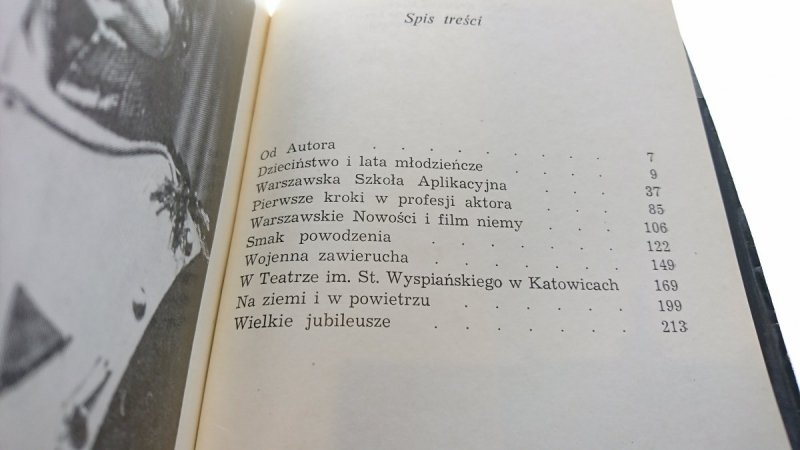 Spis treści
Od Autora . . . . . . . . 7
Dzieciństwo i lata młodzieńcze . . . . 9
Warszawska Szkoła Aplikacyjna . . . 37
Pierwsze kroki w profesji aktora . . . 85
Warszawskie Nowości i film niemy . . . 106
Smak powodzenia . . . . . . 122
Wojenna zawierucha . . . . . . 149
W Teatrze im. St. Wyspiańskiego w Katowicach 169
Na ziemi i w powietrzu . . . . . 199
Wielkie jubileusze . . . . . . . 213